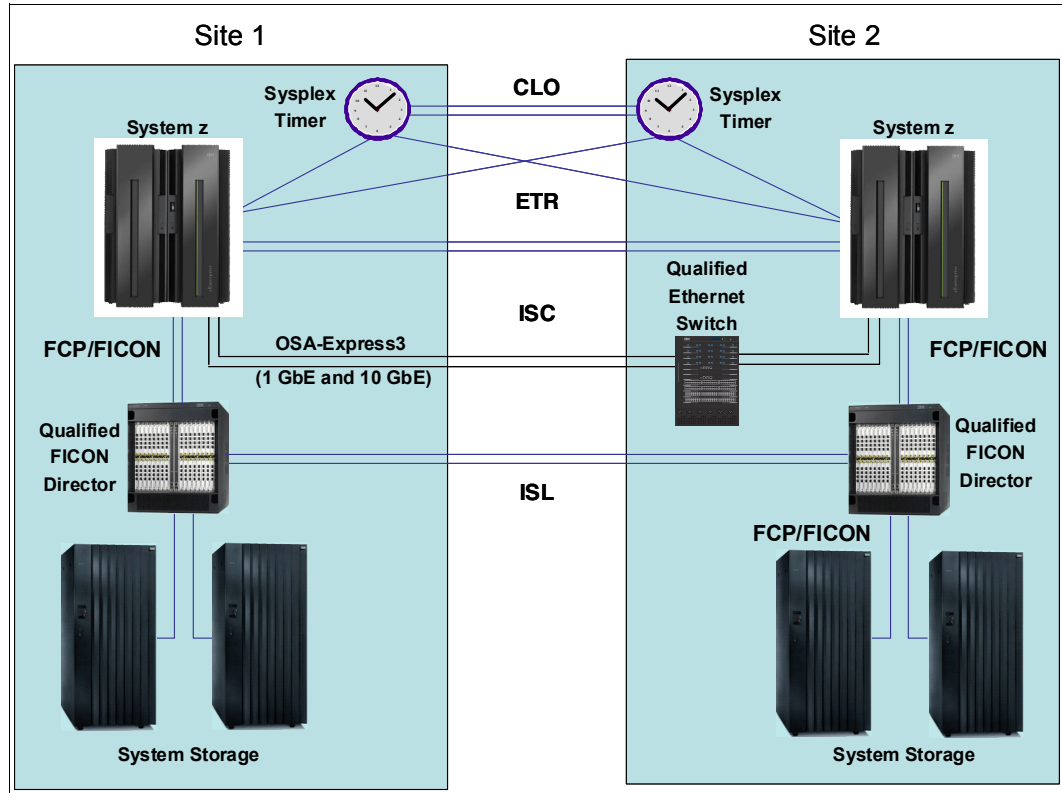 Site 1
Site 2
CLO
Sysplex
Timer
Sysplex
Timer
System z
System z
ETR
Qualified
Ethernet
Switch
ISC
FCP/FICON
OSA-Express3
(1 GbE and 10 GbE)
FCP/FICON
Qualified
FICON
Director
Qualified
FICON
Director
ISL
FCP/FICON
System Storage
System Storage